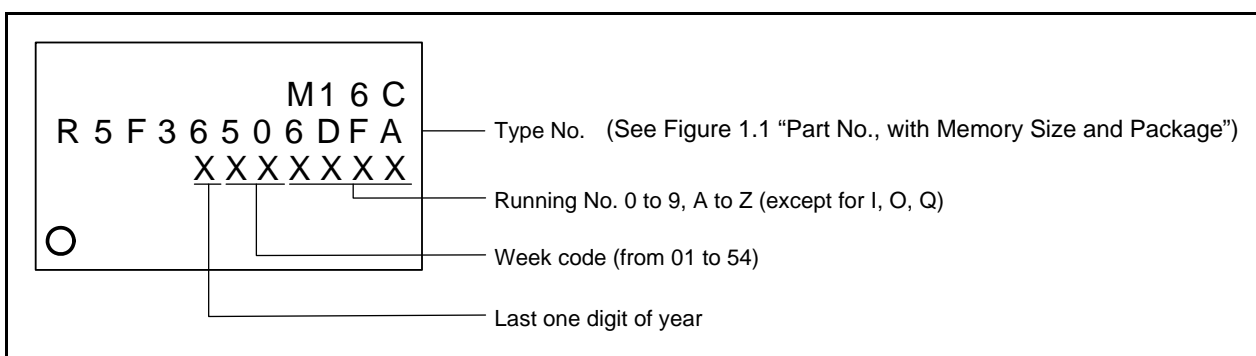 M16C
R5F36506DFA
Type No. (See Figure 1.1 “Part No., with Memory Size and Package”)
XXXXXXX
Running No. 0 to 9, A to Z (except for I, O, Q)
Week code (from 01 to 54)
Last one digit of year